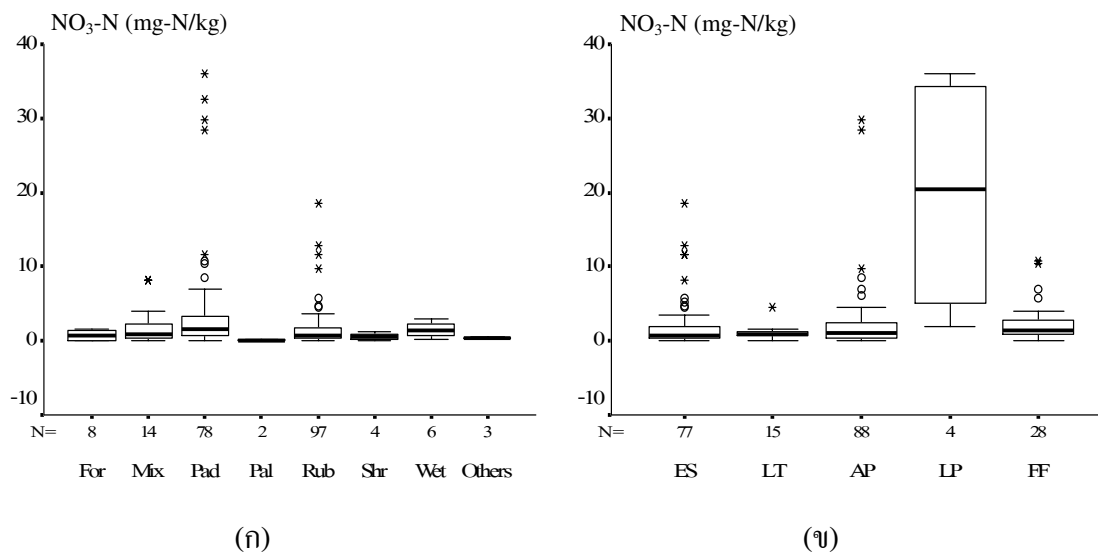 NO₃-N (mg-N/kg)
40
30
20
10
0
-10
N= 8 14 78 2 97 4 6 3
For Mix Pad Pal Rub Shr Wet Others
(ก)
NO₃-N (mg-N/kg)
40
30
20
10
0
-10
N= 77 15 88 4 28
ES LT AP LP FF
(ข)